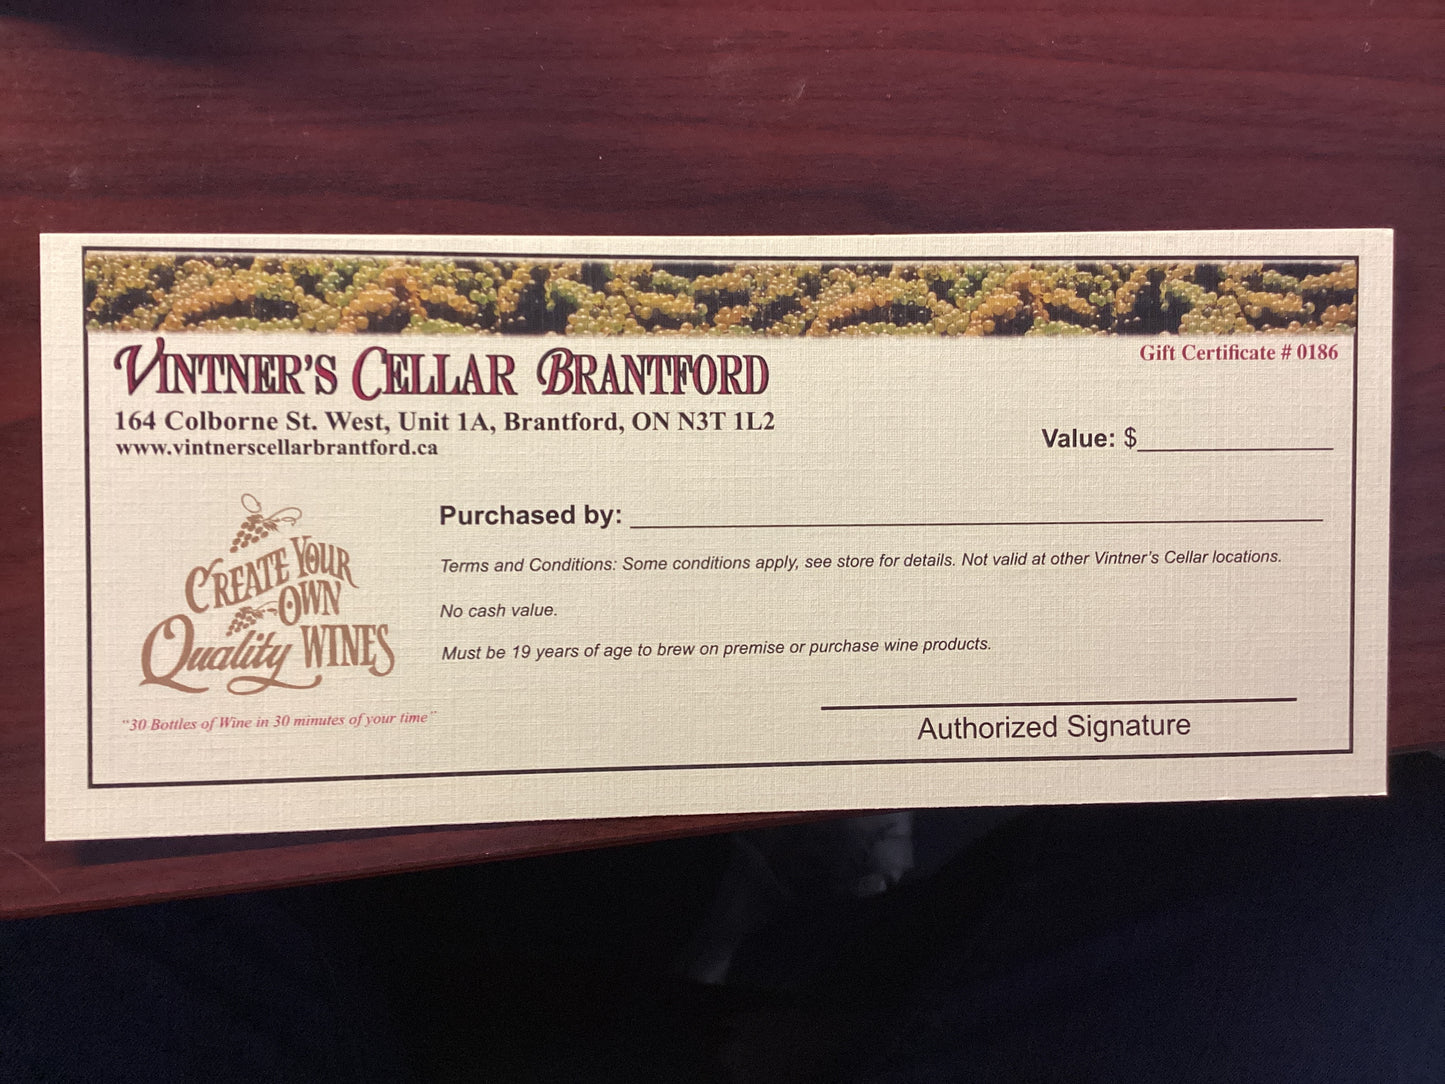 VINTNER'S CELLAR BRANTFORD
Gift Certificate # 0186
164 Colborne St. West, Unit 1A, Brantford, ON N3T 1L2
www.vintnerscellarbrantford.ca
Value: $
Purchased by:
Terms and Conditions: Some conditions apply, see store for details. Not valid at other Vintner's Cellar locations.
No cash value.
Must be 19 years of age to brew on premise or purchase wine products.
CREATE YOUR
OWN
Quality WINES
"30 Bottles of Wine in 30 minutes of your time"
Authorized Signature